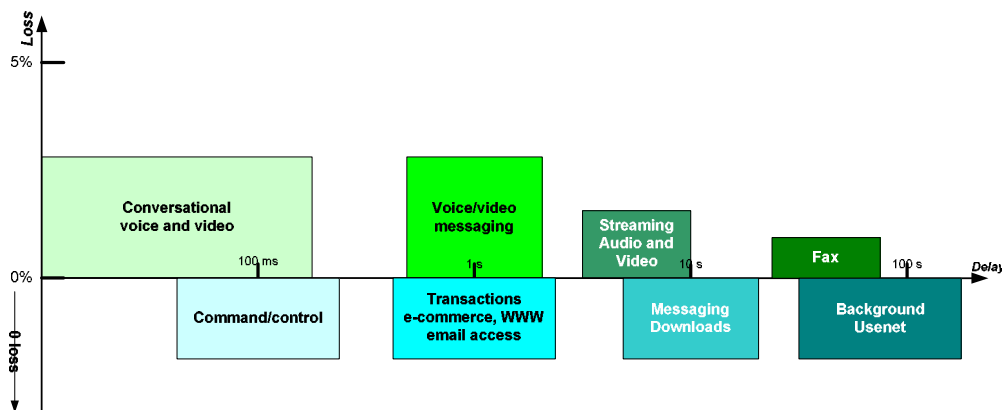 Loss
5%
Conversational
voice and video
Voice/video
messaging
Streaming
Audio and
Video
Fax
0%
100 ms
1 s
10 s
100 s
Delay
Command/control
Transactions
e-commerce, WWW
email access
Messaging
Downloads
Background
Usenet
0 loss